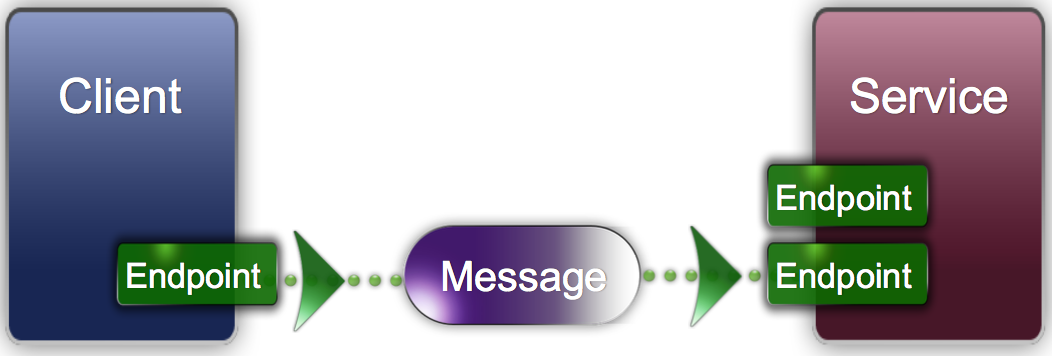 Client
Service
Endpoint
Endpoint
Message
Endpoint